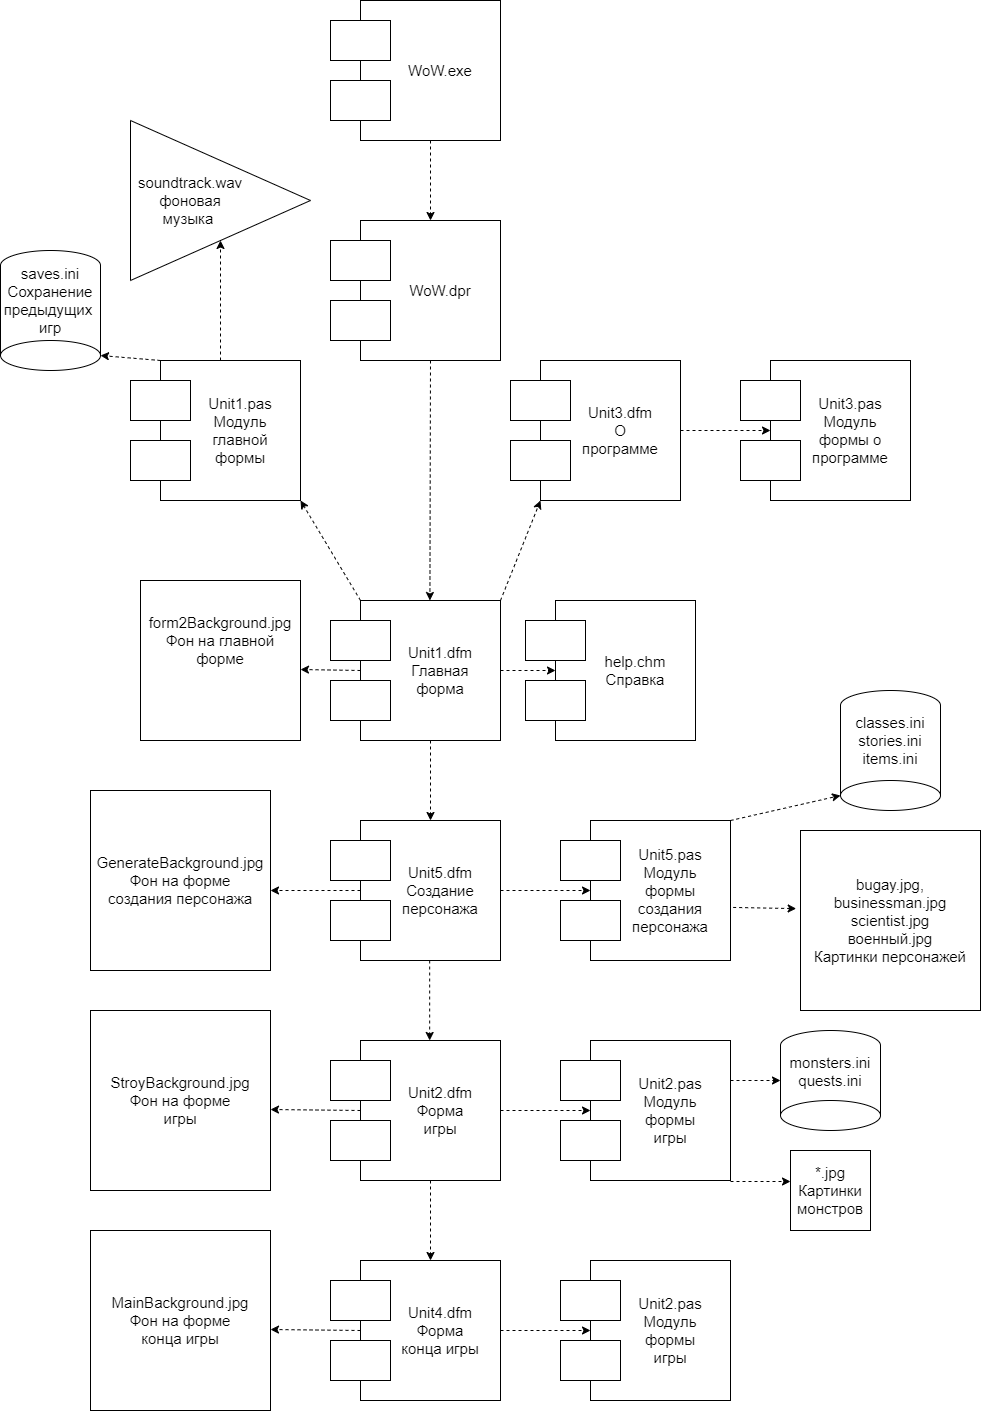 WoW.exe
soundtrack.wav
фоновая
музыка
WoW.dpr
saves.ini
Сохранение
предыдущих
игр
Unit1.pas
Модуль
главной
формы
Unit3.dfm
О
программе
Unit3.pas
Модуль
формы о
программе
form2Background.jpg
Фон на главной
форме
Unit1.dfm
Главная
форма
help.chm
Справка
classes.ini
stories.ini
items.ini
GenerateBackground.jpg
Фон на форме
создания персонажа
Unit5.dfm
Создание
персонажа
Unit5.pas
Модуль
формы
создания
персонажа
bugay.jpg,
businessman.jpg
scientist.jpg
военный.jpg
Картинки персонажей
StroyBackground.jpg
Фон на форме
игры
Unit2.dfm
Форма
игры
Unit2.pas
Модуль
формы
игры
monsters.ini
quests.ini
*.jpg
Картинки
монстров
MainBackground.jpg
Фон на форме
конца игры
Unit4.dfm
Форма
конца игры
Unit2.pas
Модуль
формы
игры